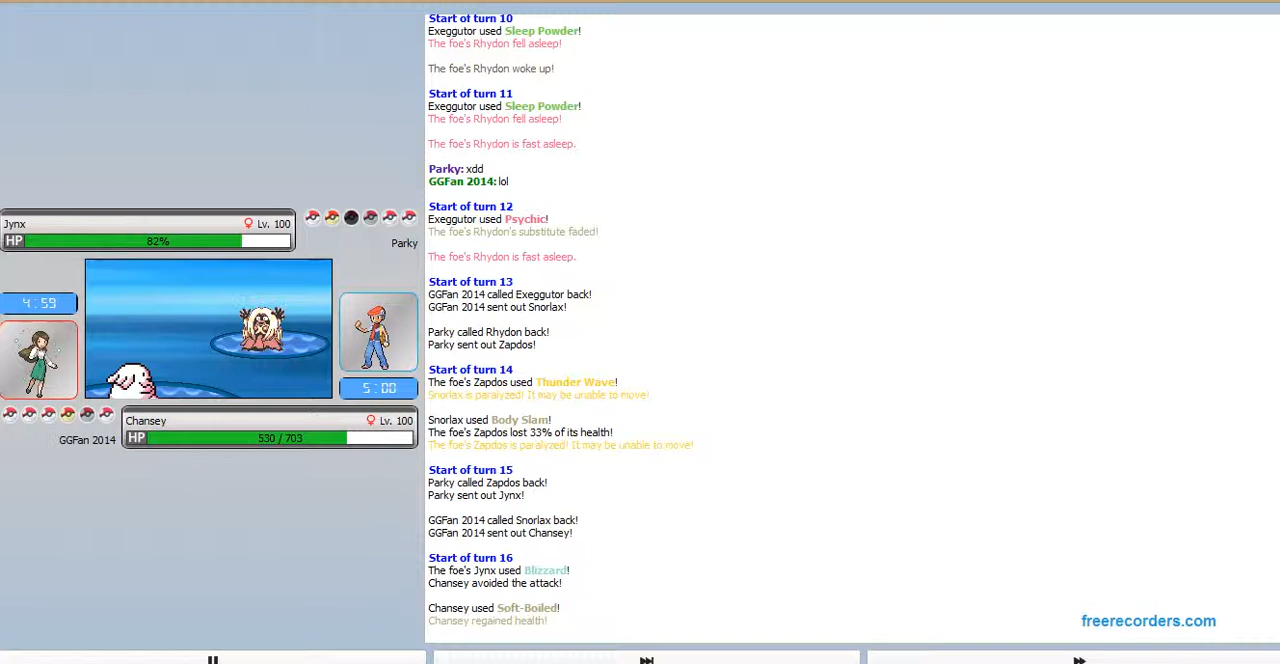 Start of turn 10
Exeggutor used Sleep Powder!
The foe's Rhydon fell asleep!
The foe's Rhydon woke up!
Start of turn 11
Exeggutor used Sleep Powder!
The foe's Rhydon fell asleep!
The foe's Rhydon is fast asleep.
Parky: xdd
GGFan 2014: lol
Start of turn 12
Exeggutor used Psychic!
The foe's Rhydon's substitute faded!
The foe's Rhydon is fast asleep.
Start of turn 13
GGFan 2014 called Exeggutor back!
GGFan 2014 sent out Snorlax!
Parky called Rhydon back!
Parky sent out Zapdos!
Start of turn 14
The foe's Zapdos used Thunder Wave!
Snorlax is paralyzed! It may be unable to move!
Snorlax used Body Slam!
The foe's Zapdos lost 33% of its health!
The foe's Zapdos is paralyzed! It may be unable to move!
Start of turn 15
Parky called Zapdos back!
Parky sent out Jynx!
GGFan 2014 called Snorlax back!
GGFan 2014 sent out Chansey!
Start of turn 16
The foe's Jynx used Blizzard!
Chansey avoided the attack!
Chansey used Soft-Boiled!
Chansey regained health!
Jynx ♀ Lv. 100
HP 82%
Parky
4:59
5:00
Chansey ♀ Lv. 100
HP 530 / 703
GGFan 2014
freerecorders.com